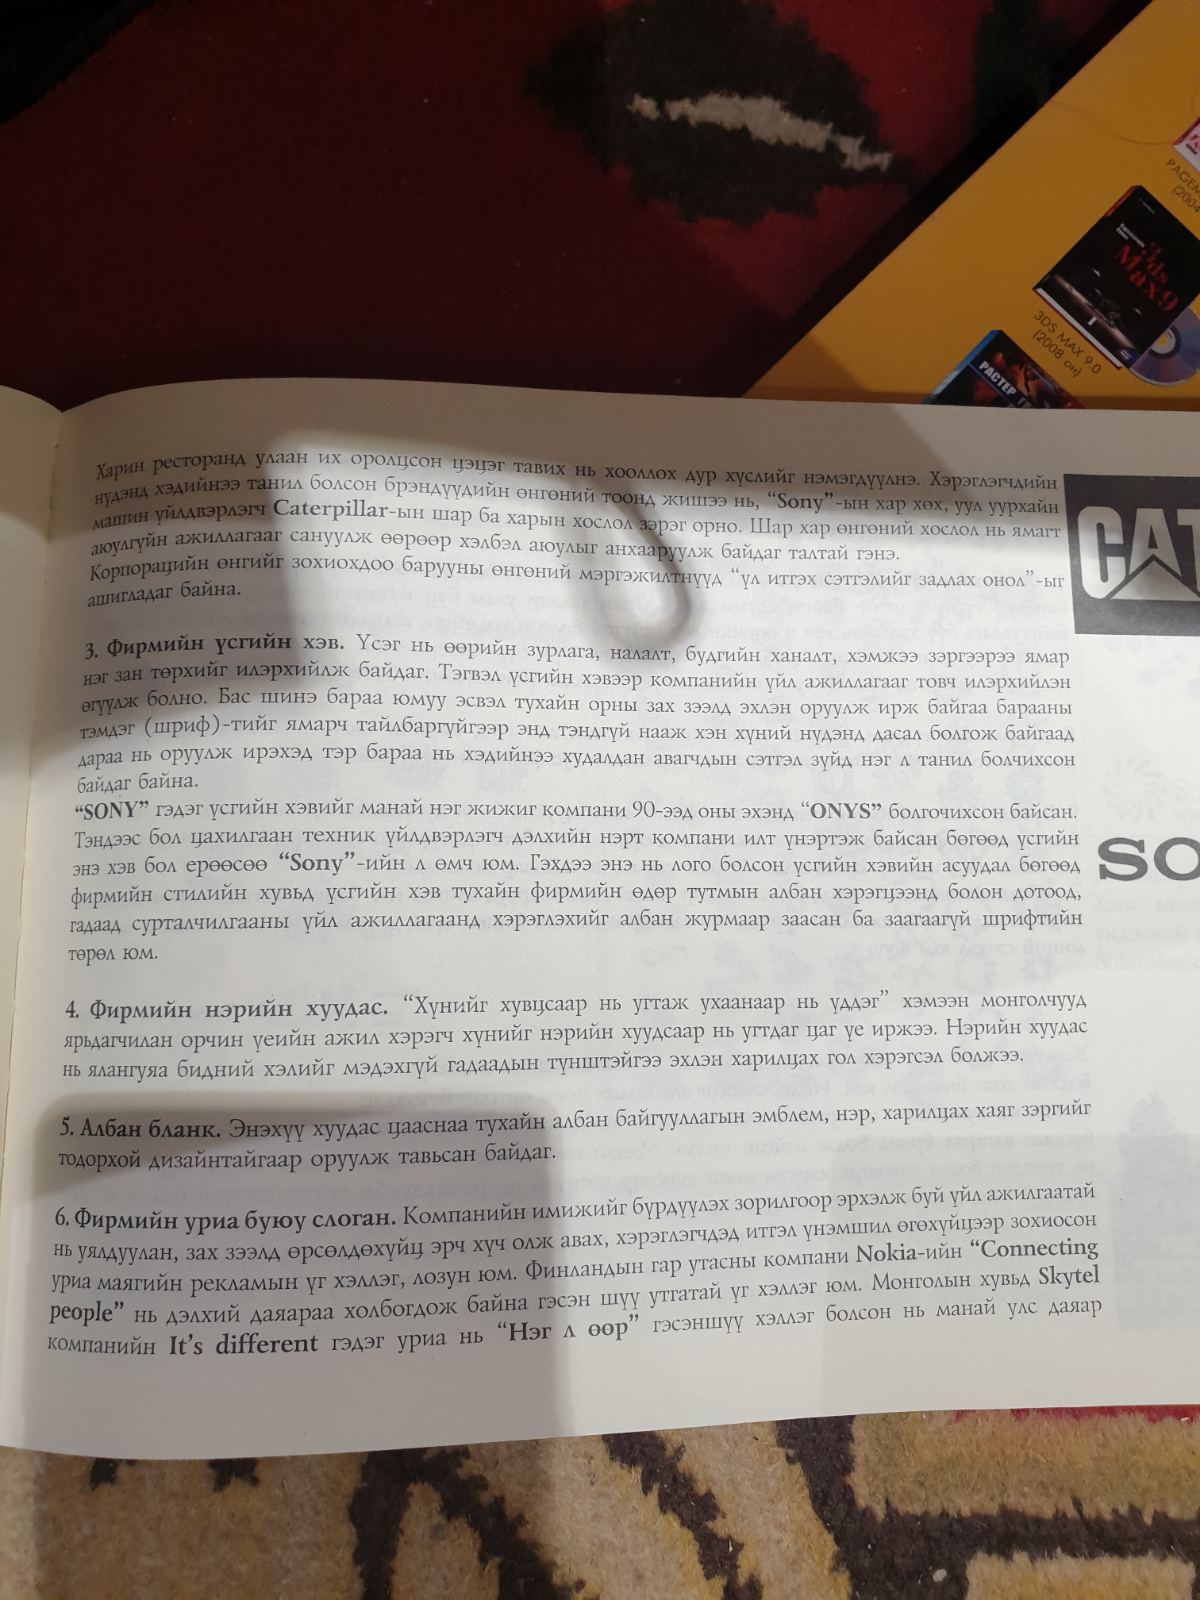 PAGEM
(2004
3ds
Max 9
3DS MAX 9.0
(2008 он)
РАСТЕР ГР
Харин ресторанд улаан их оролцсон цэцэг тавих нь хооллох дур хүслийг нэмэгдүүлнэ. Хэрэглэгчдийн
нүдэнд хэдийнээ танил болсон брэндүүдийн өнгөний тоонд жишээ нь, “Sony”-ын хар хөх, уул уурхайн
машин үйлдвэрлэгч Caterpillar-ын шар ба харын хослол зэрэг орно. Шар хар өнгөний хослол нь ямагт
аюулгүйн ажиллагааг сануулж өөрөөр хэлбэл аюулыг анхааруулж байдаг талтай гэнэ.
Корпорацийн өнгийг зохиохдоо барууны өнгөний мэргэжилтнүүд “үл итгэх сэтгэлийг задлах онол”-ыг
ашигладаг байна.
CAT
3. Фирмийн үсгийн хэв. Үсэг нь өөрийн зурлага, налалт, будгийн ханалт, хэмжээ зэргээрээ ямар
нэг зан төрхийг илэрхийлж байдаг. Тэгвэл үсгийн хэвээр компанийн үйл ажиллагааг товч илэрхийлэн
өгүүлж болно. Бас шинэ бараа юмуу эсвэл тухайн орны зах зээлд эхлэн оруулж ирж байгаа барааны
тэмдэг (шриф)-тийг ямарч тайлбаргүйгээр энд тэндгүй нааж хэн хүний нүдэнд дасал болгож байгаад
дараа нь оруулж ирэхэд тэр бараа нь хэдийнээ худалдан авагчдын сэтгэл зүйд нэг л танил болчихсон
байдаг байна.
“SONY” гэдэг үсгийн хэвийг манай нэг жижиг компани 90-ээд оны эхэнд “ONYS” болгочихсон байсан.
Тэндээс бол цахилгаан техник үйлдвэрлэгч дэлхийн нэрт компани илт үнэртэж байсан бөгөөд үсгийн
энэ хэв бол ерөөсөө “Sony”-ийн л өмч юм. Гэхдээ энэ нь лого болсон үсгийн хэвийн асуудал бөгөөд
фирмийн стилийн хувьд үсгийн хэв тухайн фирмийн өдөр тутмын албан хэрэгцээнд болон дотоод,
гадаад сурталчилгааны үйл ажиллагаанд хэрэглэхийг албан журмаар заасан ба заагаагүй шрифтийн
төрөл юм.
SO
4. Фирмийн нэрийн хуудас. “Хүнийг хувцсаар нь угтаж ухаанаар нь үддэг” хэмээн монголчууд
ярьдагчилан орчин үеийн ажил хэрэгч хүнийг нэрийн хуудсаар нь угтдаг цаг үе иржээ. Нэрийн хуудас
нь ялангуяа бидний хэлийг мэдэхгүй гадаадын түнштэйгээ эхлэн харилцах гол хэрэгсэл болжээ.
5. Албан бланк. Энэхүү хуудас цааснаа тухайн албан байгууллагын эмблем, нэр, харилцах хаяг зэргийг
тодорхой дизайнтайгаар оруулж тавьсан байдаг.
6. Фирмийн уриа буюу слоган. Компанийн имижийг бүрдүүлэх зорилгоор эрхэлж буй үйл ажилгаатай
нь уялдуулан, зах зээлд өрсөлдөхүйц эрч хүч олж авах, хэрэглэгчдэд итгэл үнэмшил өгөхүйцээр зохиосон
уриа маягийн рекламын үг хэллэг, лозун юм. Финландын гар утасны компани Nokia-ийн “Connecting
people” нь дэлхий даяараа холбогдож байна гэсэн шүү утгатай үг хэллэг юм. Монголын хувьд Skytel
компанийн It's different гэдэг уриа нь “Нэг л өөр” гэсэншүү хэллэг болсон нь манай улс даяар